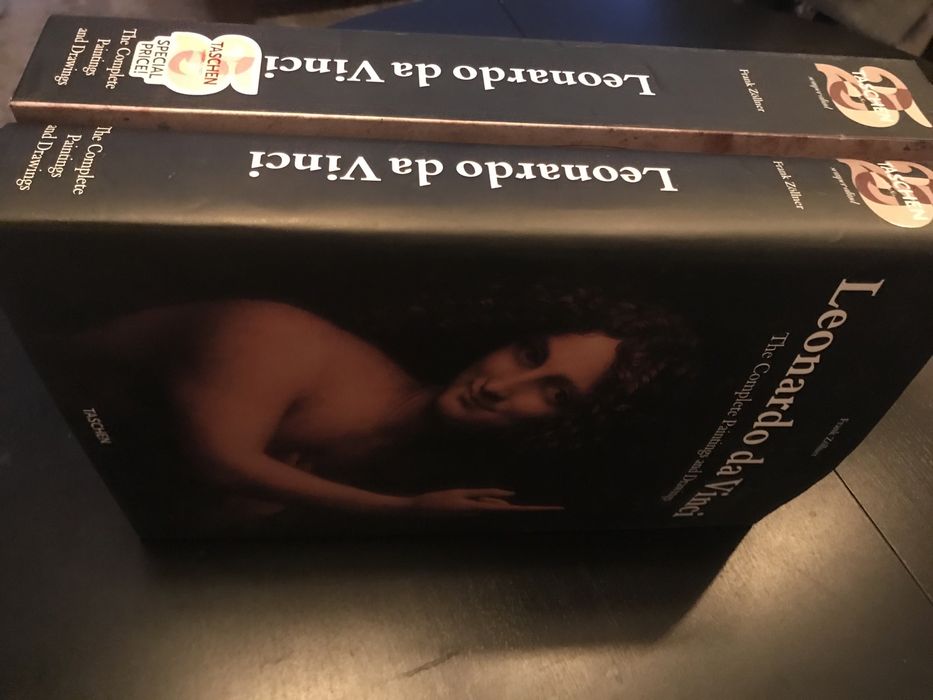 The Complete
Paintings
and Drawings
TASCHEN
SPECIAL
PRICE!
Leonardo da Vinci
Frank Zöllner
TASCHEN
25
The Complete
Paintings
and Drawings
Leonardo da Vinci
Frank Zöllner
TASCHEN
25
Frank Zöllner
Leonardo da Vinci
The Complete Paintings and Drawings
TASCHEN